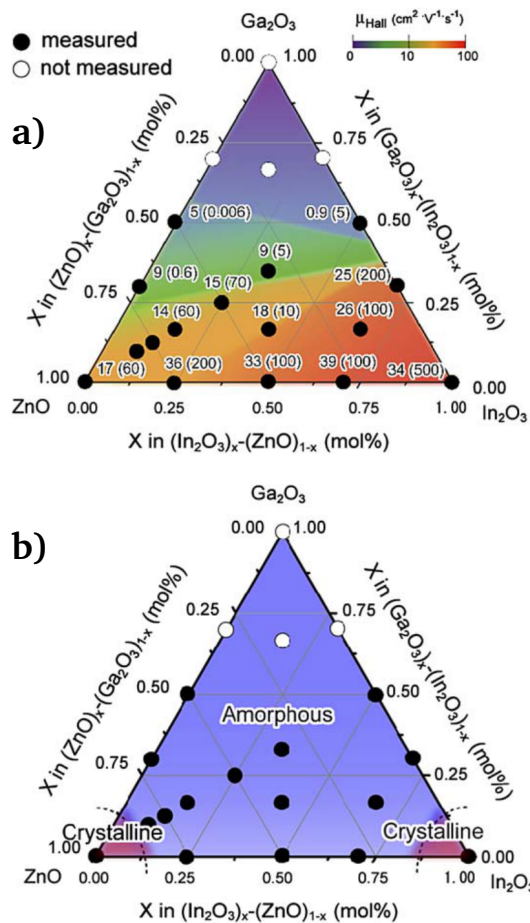 ● measured
○ not measured
a)
μHall (cm² ·V⁻¹·s⁻¹)
0 10 100
Ga₂O₃
0.00 1.00
X in (ZnO)ₓ-(Ga₂O₃)₁₋ₓ (mol%)
X in (Ga₂O₃)ₓ-(In₂O₃)₁₋ₓ (mol%)
0.25 0.75
0.50 5 (0.006) 0.9 (5) 0.50
9 (5)
9 (0.6) 25 (200)
15 (70)
0.75 0.25
14 (60) 18 (10) 26 (100)
17 (60) 36 (200) 33 (100) 39 (100) 34 (500)
1.00 0.00
ZnO 0.00 0.25 0.50 0.75 1.00 In₂O₃
X in (In₂O₃)ₓ-(ZnO)₁₋ₓ (mol%)
b)
Ga₂O₃
0.00 1.00
X in (ZnO)ₓ-(Ga₂O₃)₁₋ₓ (mol%)
X in (Ga₂O₃)ₓ-(In₂O₃)₁₋ₓ (mol%)
0.25 0.75
0.50 0.50
Amorphous
0.75 0.25
Crystalline Crystalline
1.00 0.00
ZnO 0.00 0.25 0.50 0.75 1.00 In₂O₃
X in (In₂O₃)ₓ-(ZnO)₁₋ₓ (mol%)